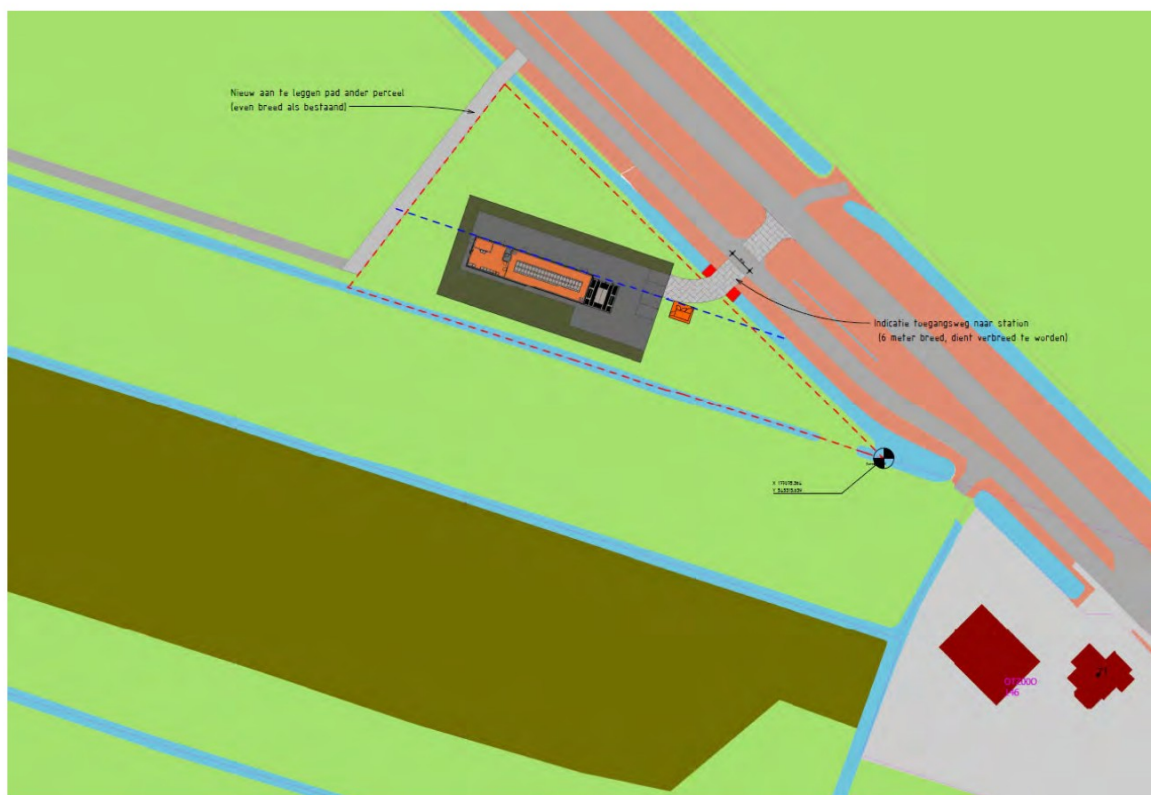 Nieuw aan te leggen pad ander perceel
(even breed als bestaand)
Indicatie toegangsweg naar station
(6 meter breed, dient verbreed te worden)